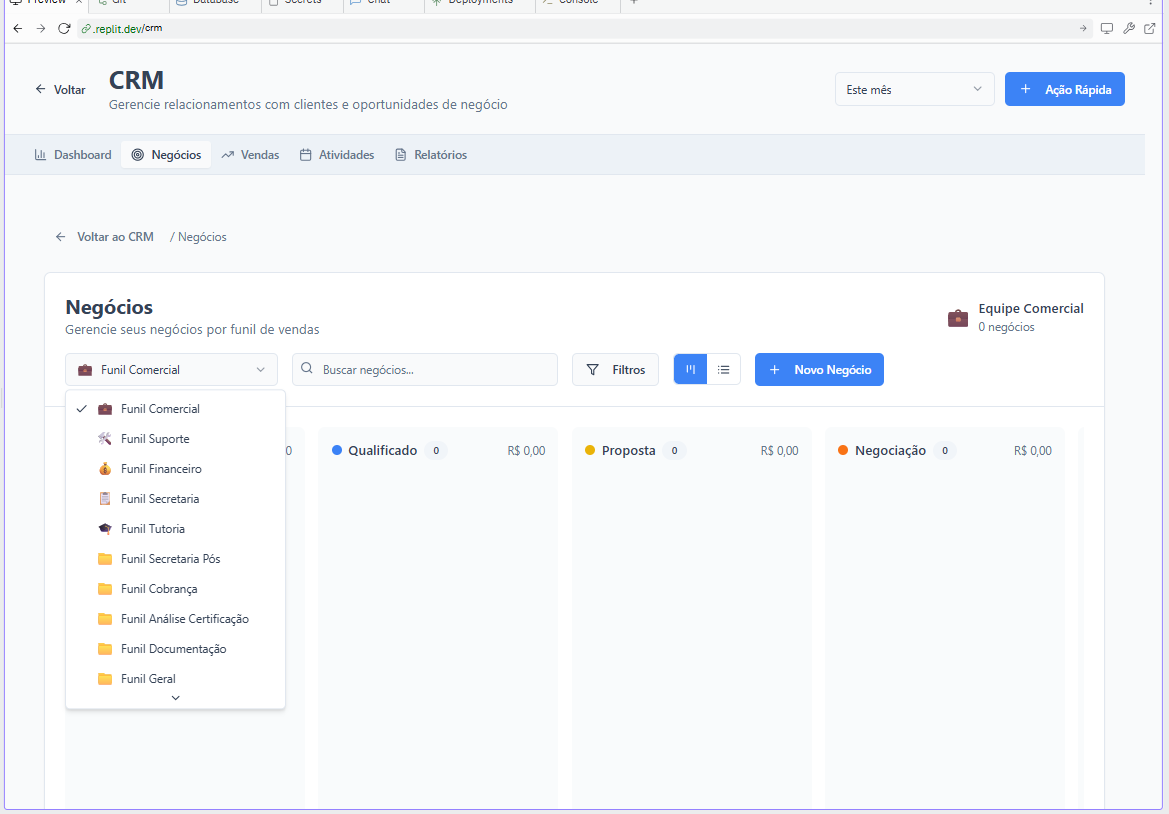 Preview
Git
Database
Secrets
Chat
Deployments
Console
.replit.dev/crm
Voltar
CRM
Gerencie relacionamentos com clientes e oportunidades de negócio
Este mês
Ação Rápida
Dashboard
Negócios
Vendas
Atividades
Relatórios
Voltar ao CRM / Negócios
Negócios
Gerencie seus negócios por funil de vendas
Equipe Comercial
0 negócios
Funil Comercial
Buscar negócios...
Filtros
Novo Negócio
Funil Comercial
Funil Suporte
Funil Financeiro
Funil Secretaria
Funil Tutoria
Funil Secretaria Pós
Funil Cobrança
Funil Análise Certificação
Funil Documentação
Funil Geral
0
Qualificado 0 R$ 0,00
Proposta 0 R$ 0,00
Negociação 0 R$ 0,00